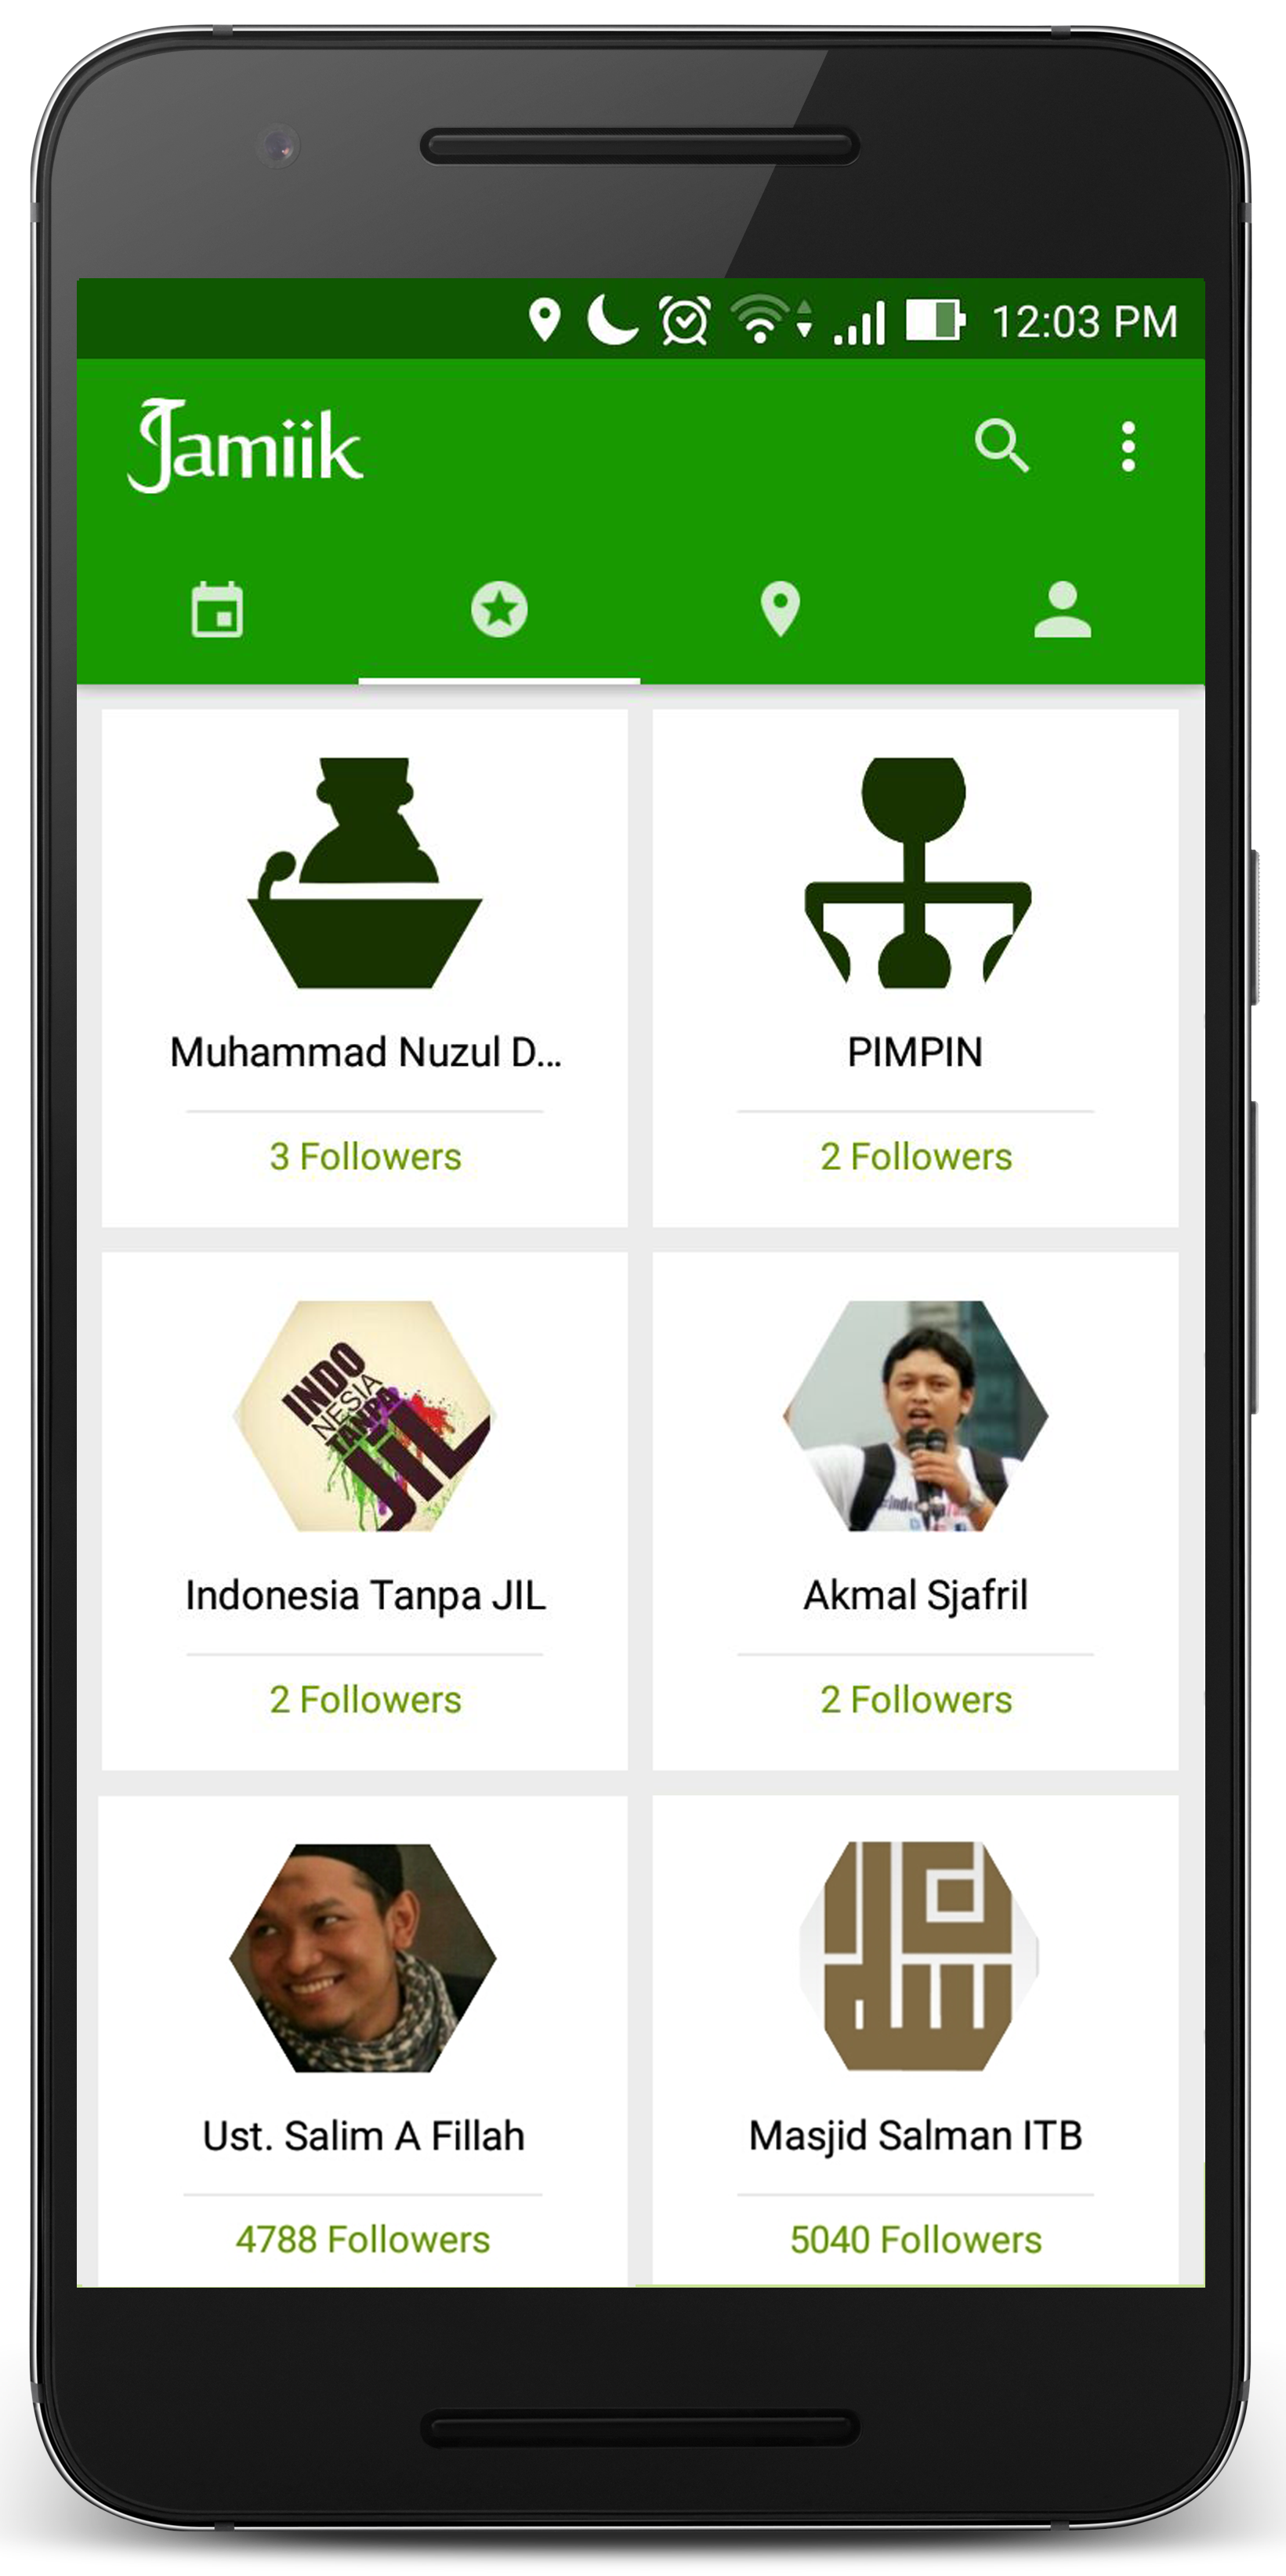 12:03 PM
Jamiik
Muhammad Nuzul D...
3 Followers
PIMPIN
2 Followers
INDO
NESIA
TANPA
JIL
Indonesia Tanpa JIL
2 Followers
Akmal Sjafril
2 Followers
Ust. Salim A Fillah
4788 Followers
Masjid Salman ITB
5040 Followers